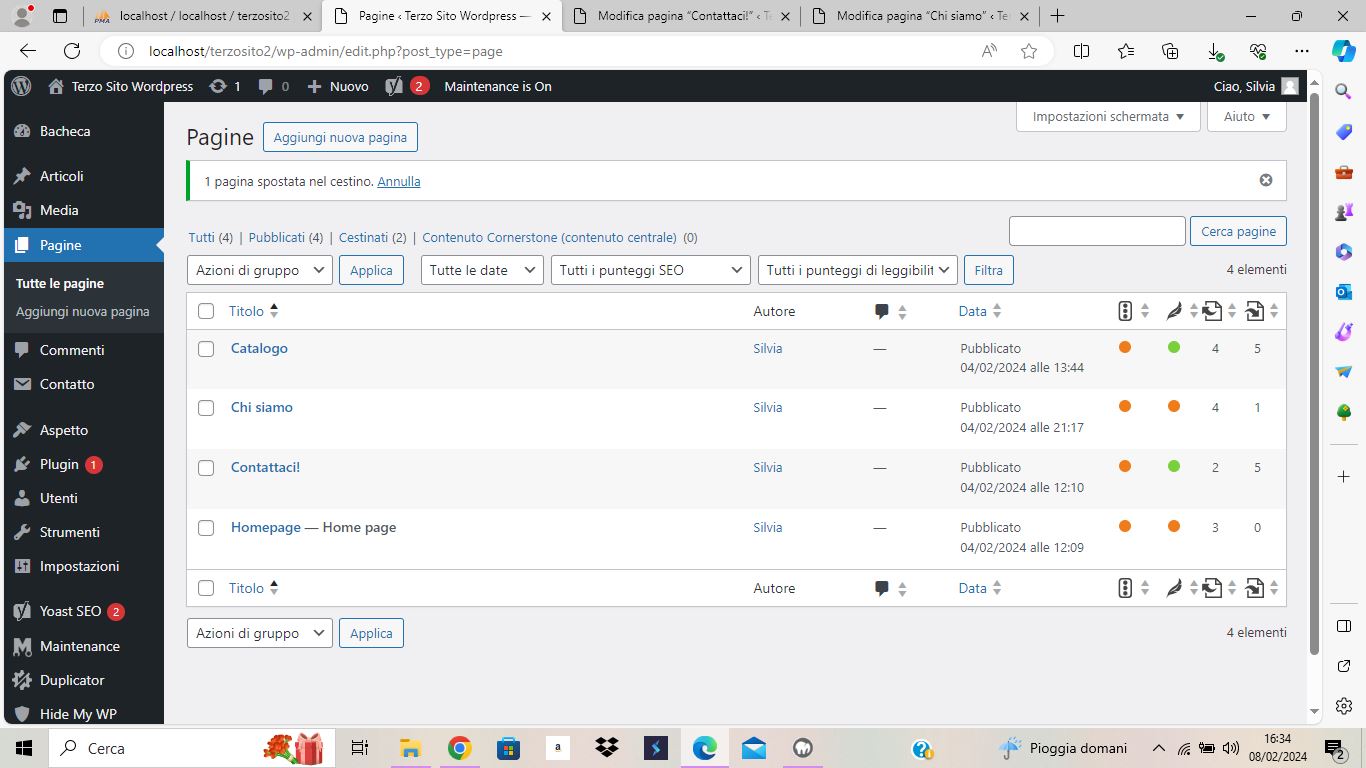 localhost / localhost / terzosito2
Pagine ‹ Terzo Sito Wordpress —
Modifica pagina “Contattaci!” ‹ Te
Modifica pagina “Chi siamo” ‹ Ter
localhost/terzosito2/wp-admin/edit.php?post_type=page
Terzo Sito Wordpress 1 0 Nuovo 2 Maintenance is On Ciao, Silvia
Bacheca
Articoli
Media
Pagine
Tutte le pagine
Aggiungi nuova pagina
Commenti
Contatto
Aspetto
Plugin 1
Utenti
Strumenti
Impostazioni
Yoast SEO 2
Maintenance
Duplicator
Hide My WP
Impostazioni schermata ▼ Aiuto ▼
Pagine Aggiungi nuova pagina
1 pagina spostata nel cestino. Annulla
Tutti (4) | Pubblicati (4) | Cestinati (2) | Contenuto Cornerstone (contenuto centrale) (0)
Cerca pagine
Azioni di gruppo Applica Tutte le date Tutti i punteggi SEO Tutti i punteggi di leggibilit Filtra 4 elementi
Titolo Autore Data
Catalogo Silvia — Pubblicato 4 5
04/02/2024 alle 13:44
Chi siamo Silvia — Pubblicato 4 1
04/02/2024 alle 21:17
Contattaci! Silvia — Pubblicato 2 5
04/02/2024 alle 12:10
Homepage — Home page Silvia — Pubblicato 3 0
04/02/2024 alle 12:09
Titolo Autore Data
Azioni di gruppo Applica 4 elementi
Cerca
a
Pioggia domani
16:34
08/02/2024
2